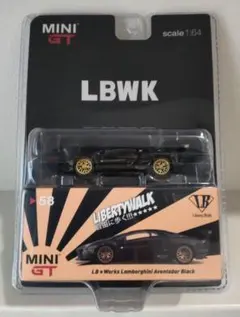 MINI GT
scale 1:64
LBWK
58
LIBERTYWALK
MINI GT
LB
LB★Works Lamborghini Aventador Black